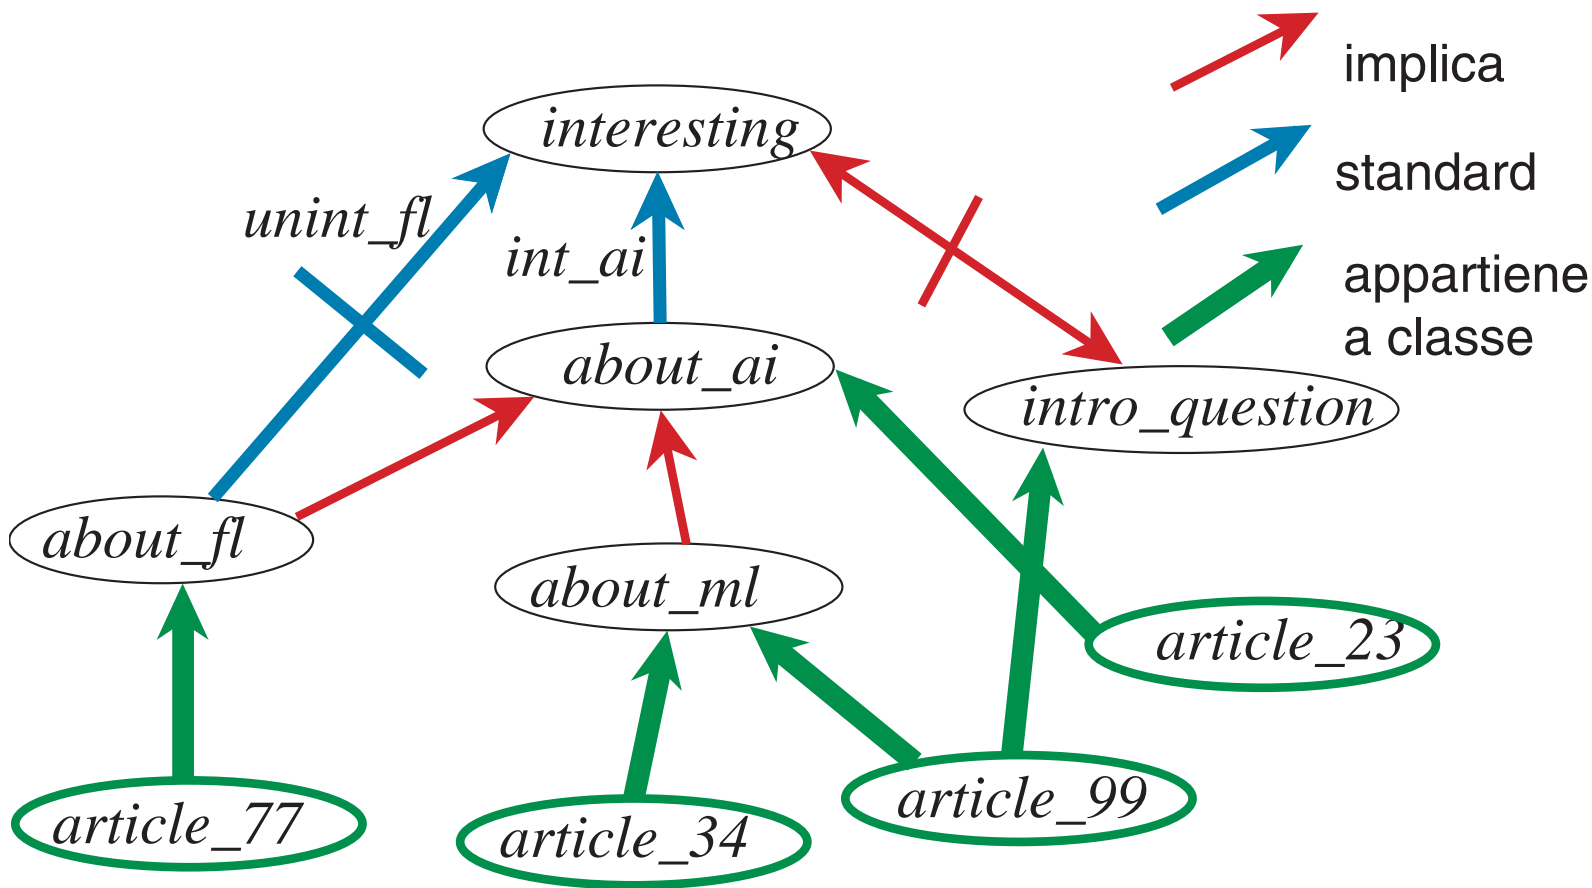 implica
interesting
standard
unint_fl
int_ai
appartiene
a classe
about_ai
intro_question
about_fl
about_ml
article_23
article_99
article_77
article_34